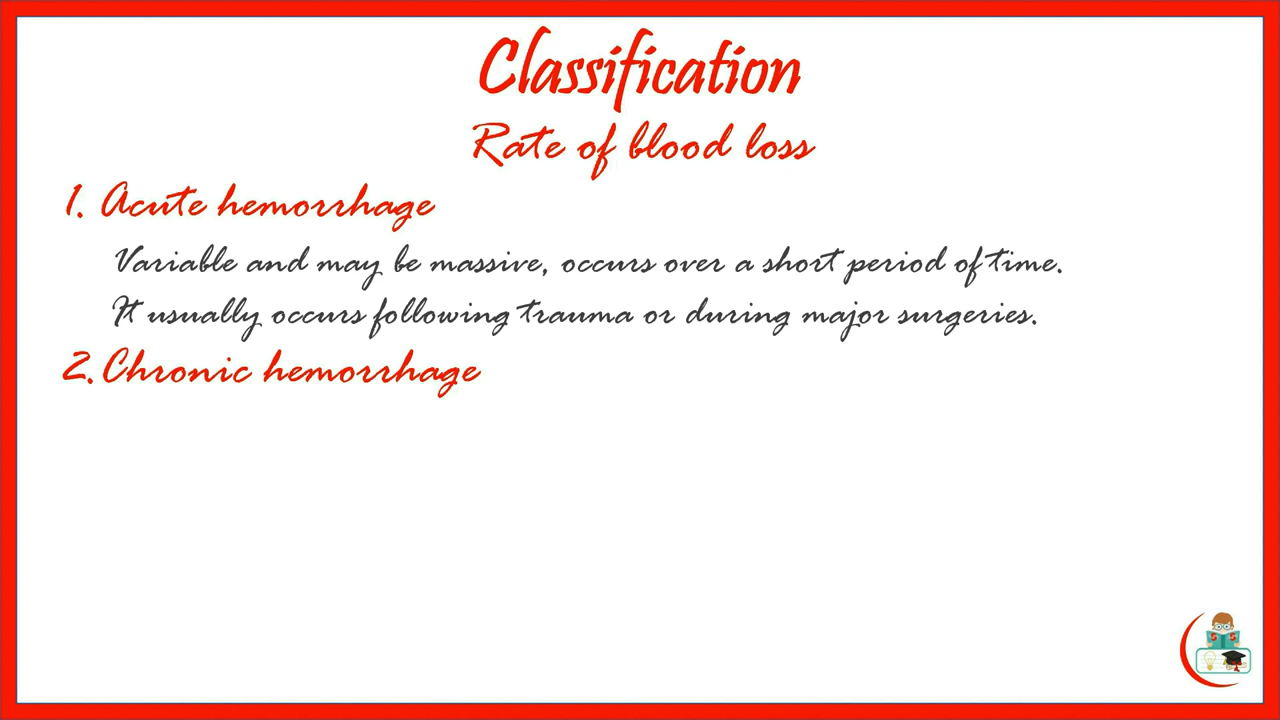 Classification
Rate of blood loss
1. Acute hemorrhage
Variable and may be massive, occurs over a short period of time.
It usually occurs following trauma or during major surgeries.
2. Chronic hemorrhage